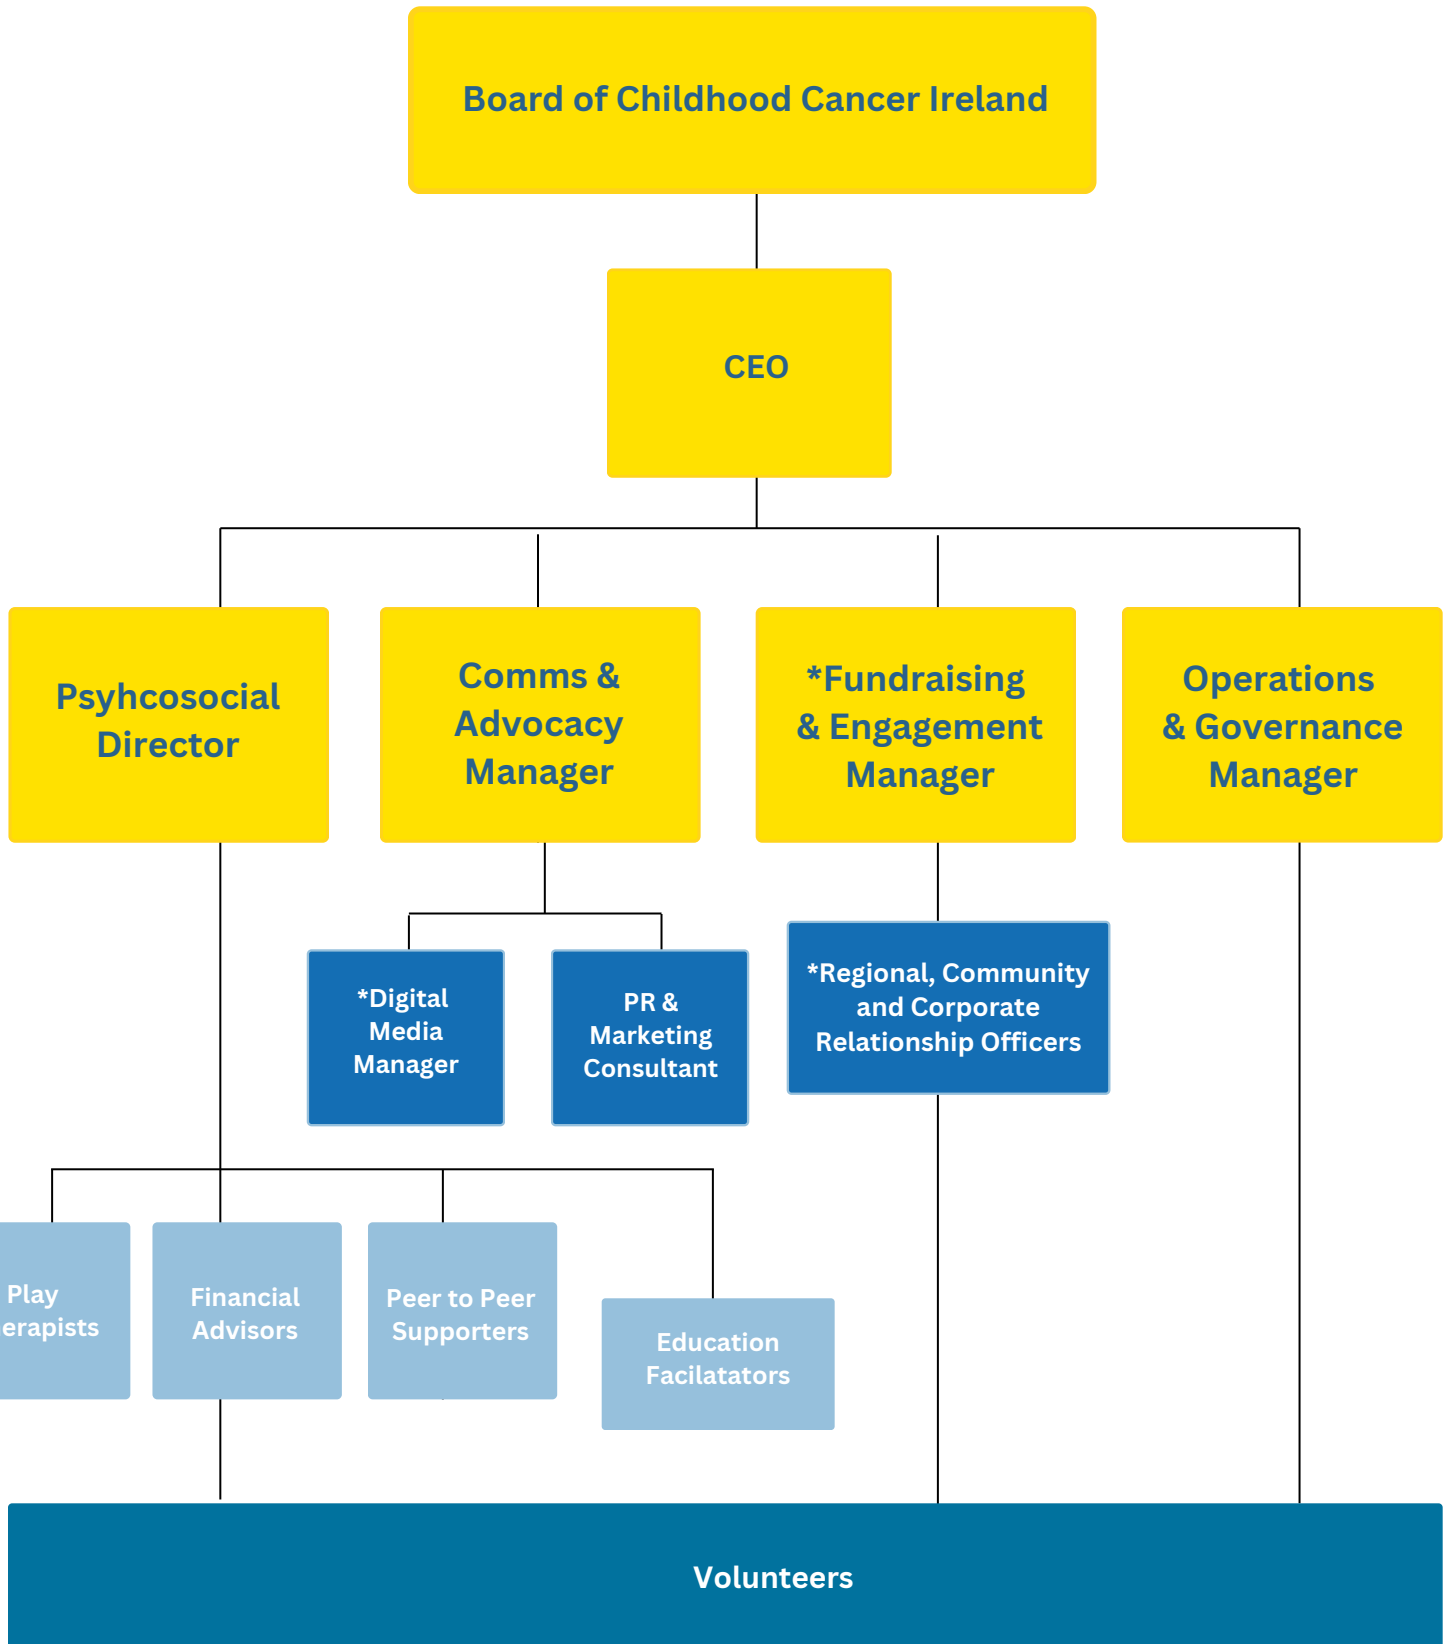 Board of Childhood Cancer Ireland
CEO
Psyhcosocial
Director
Comms &
Advocacy
Manager
*Fundraising
& Engagement
Manager
Operations
& Governance
Manager
*Digital
Media
Manager
PR &
Marketing
Consultant
*Regional, Community
and Corporate
Relationship Officers
Play
erapists
Financial
Advisors
Peer to Peer
Supporters
Education
Facilatators
Volunteers